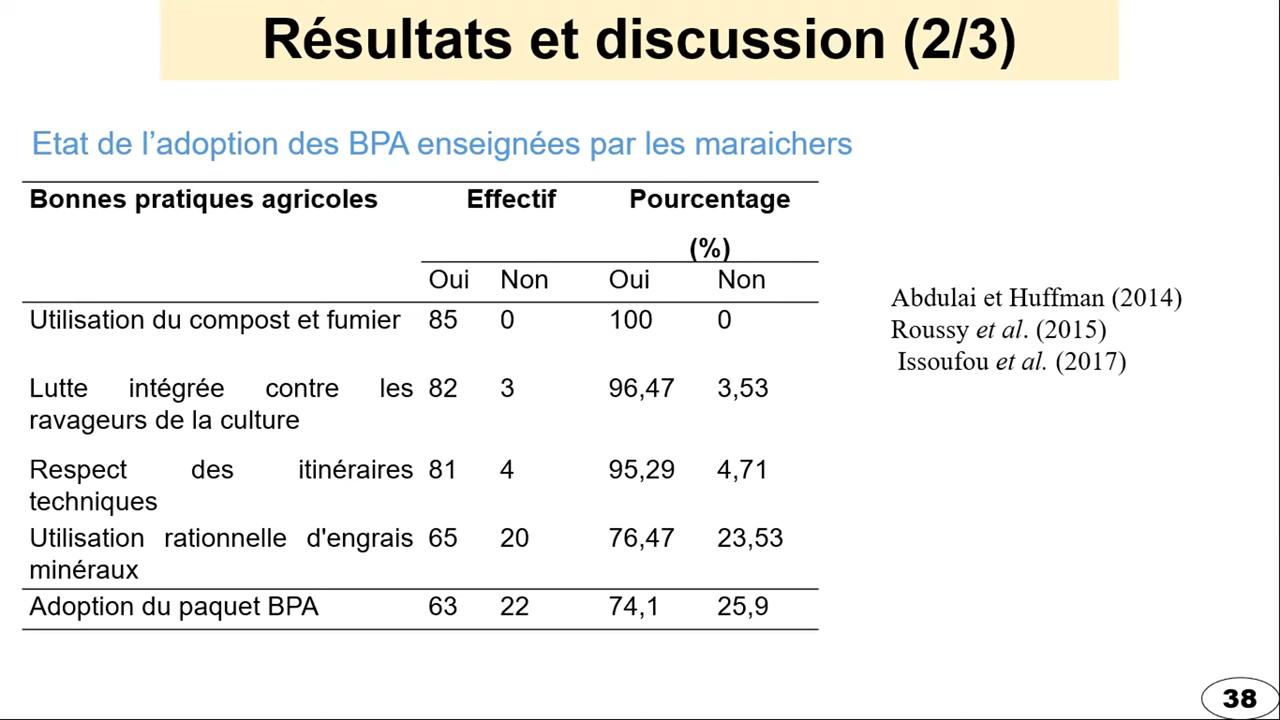 Résultats et discussion (2/3)
Etat de l’adoption des BPA enseignées par les maraichers
Bonnes pratiques agricoles Effectif Pourcentage
(%)
Oui Non Oui Non
Utilisation du compost et fumier 85 0 100 0
Lutte intégrée contre les 82 3 96,47 3,53
ravageurs de la culture
Respect des itinéraires 81 4 95,29 4,71
techniques
Utilisation rationnelle d'engrais 65 20 76,47 23,53
minéraux
Adoption du paquet BPA 63 22 74,1 25,9
Abdulai et Huffman (2014)
Roussy et al. (2015)
Issoufou et al. (2017)
38